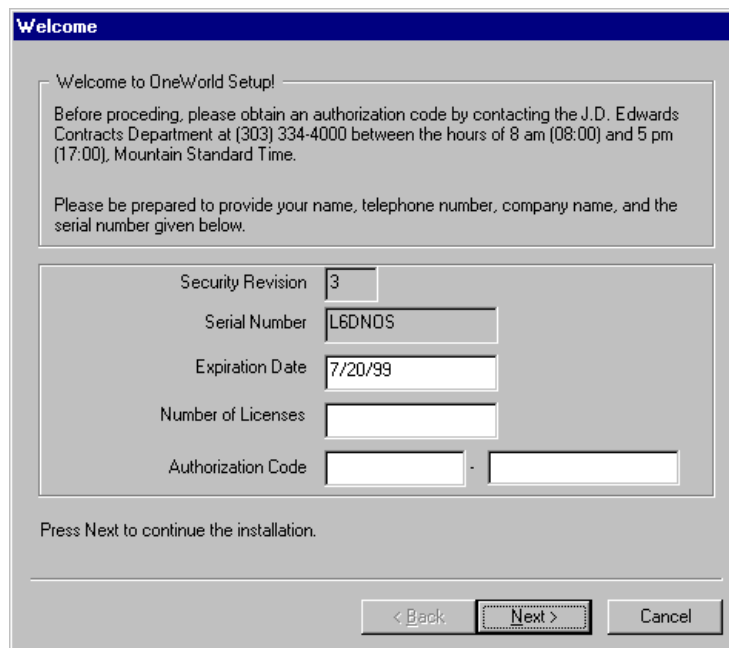 Welcome
Welcome to OneWorld Setup!
Before proceding, please obtain an authorization code by contacting the J.D. Edwards
Contracts Department at (303) 334-4000 between the hours of 8 am (08:00) and 5 pm
(17:00), Mountain Standard Time.
Please be prepared to provide your name, telephone number, company name, and the
serial number given below.
Security Revision 3
Serial Number L6DNOS
Expiration Date 7/20/99
Number of Licenses
Authorization Code -
Press Next to continue the installation.
< Back Next > Cancel